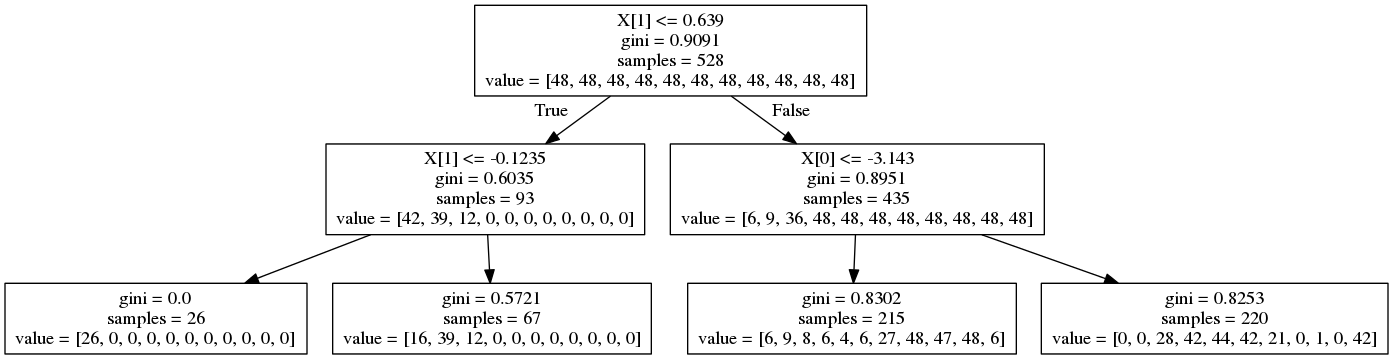 X[1] <= 0.639
gini = 0.9091
samples = 528
value = [48, 48, 48, 48, 48, 48, 48, 48, 48, 48, 48]
True
False
X[1] <= -0.1235
gini = 0.6035
samples = 93
value = [42, 39, 12, 0, 0, 0, 0, 0, 0, 0, 0]
X[0] <= -3.143
gini = 0.8951
samples = 435
value = [6, 9, 36, 48, 48, 48, 48, 48, 48, 48, 48]
gini = 0.0
samples = 26
value = [26, 0, 0, 0, 0, 0, 0, 0, 0, 0, 0]
gini = 0.5721
samples = 67
value = [16, 39, 12, 0, 0, 0, 0, 0, 0, 0, 0]
gini = 0.8302
samples = 215
value = [6, 9, 8, 6, 4, 6, 27, 48, 47, 48, 6]
gini = 0.8253
samples = 220
value = [0, 0, 28, 42, 44, 42, 21, 0, 1, 0, 42]